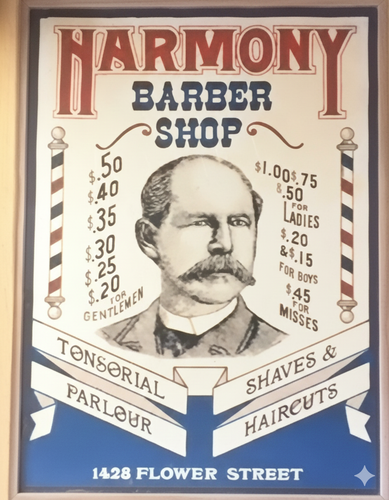 HARMONY
BARBER
SHOP
$.50
$.40
$.35
$.30
$.25
$.20
FOR
GENTLEMEN
$1.00 $.75
$.50
FOR
LADIES
$.20
& $.15
FOR BOYS
$.45
FOR
MISSES
TONSORIAL
PARLOUR
SHAVES &
HAIRCUTS
1428 FLOWER STREET